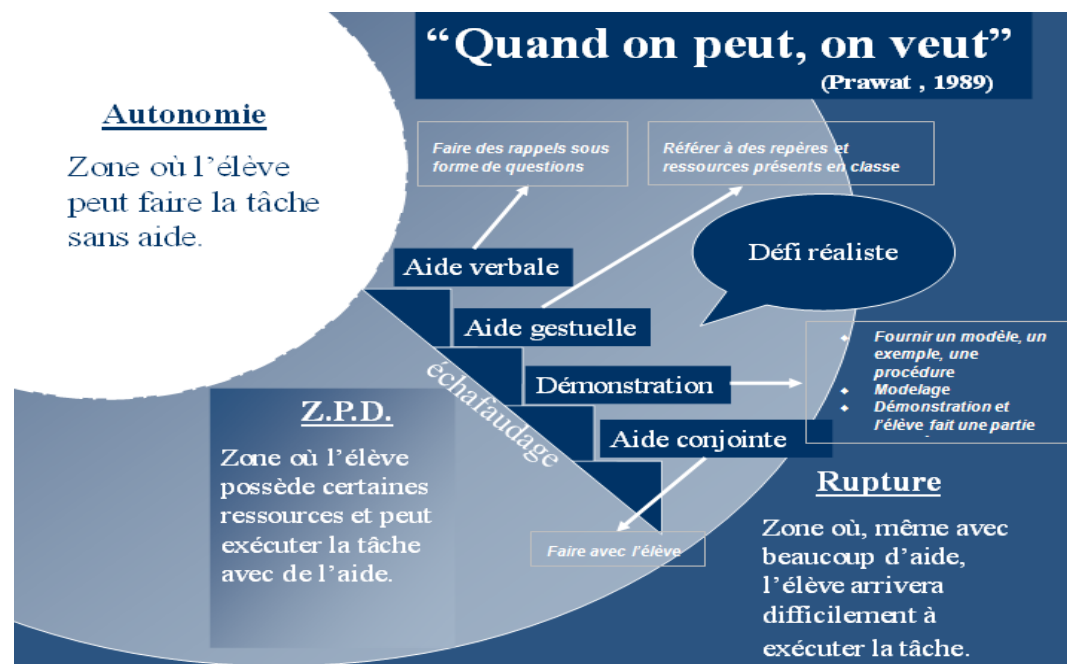 “Quand on peut, on veut”
(Prawat , 1989)
Autonomie
Zone où l’élève
peut faire la tâche
sans aide.
Faire des rappels sous
forme de questions
Référer à des repères et
ressources présents en classe
Défi réaliste
Aide verbale
Aide gestuelle
Démonstration
Aide conjointe
échafaudage
Fournir un modèle, un
exemple, une
procédure
Modelage
Démonstration et
l’élève fait une partie
Z.P.D.
Zone où l’élève
possède certaines
ressources et peut
exécuter la tâche
avec de l’aide.
Faire avec l’élève
Rupture
Zone où, même avec
beaucoup d’aide,
l’élève arrivera
difficilement à
exécuter la tâche.